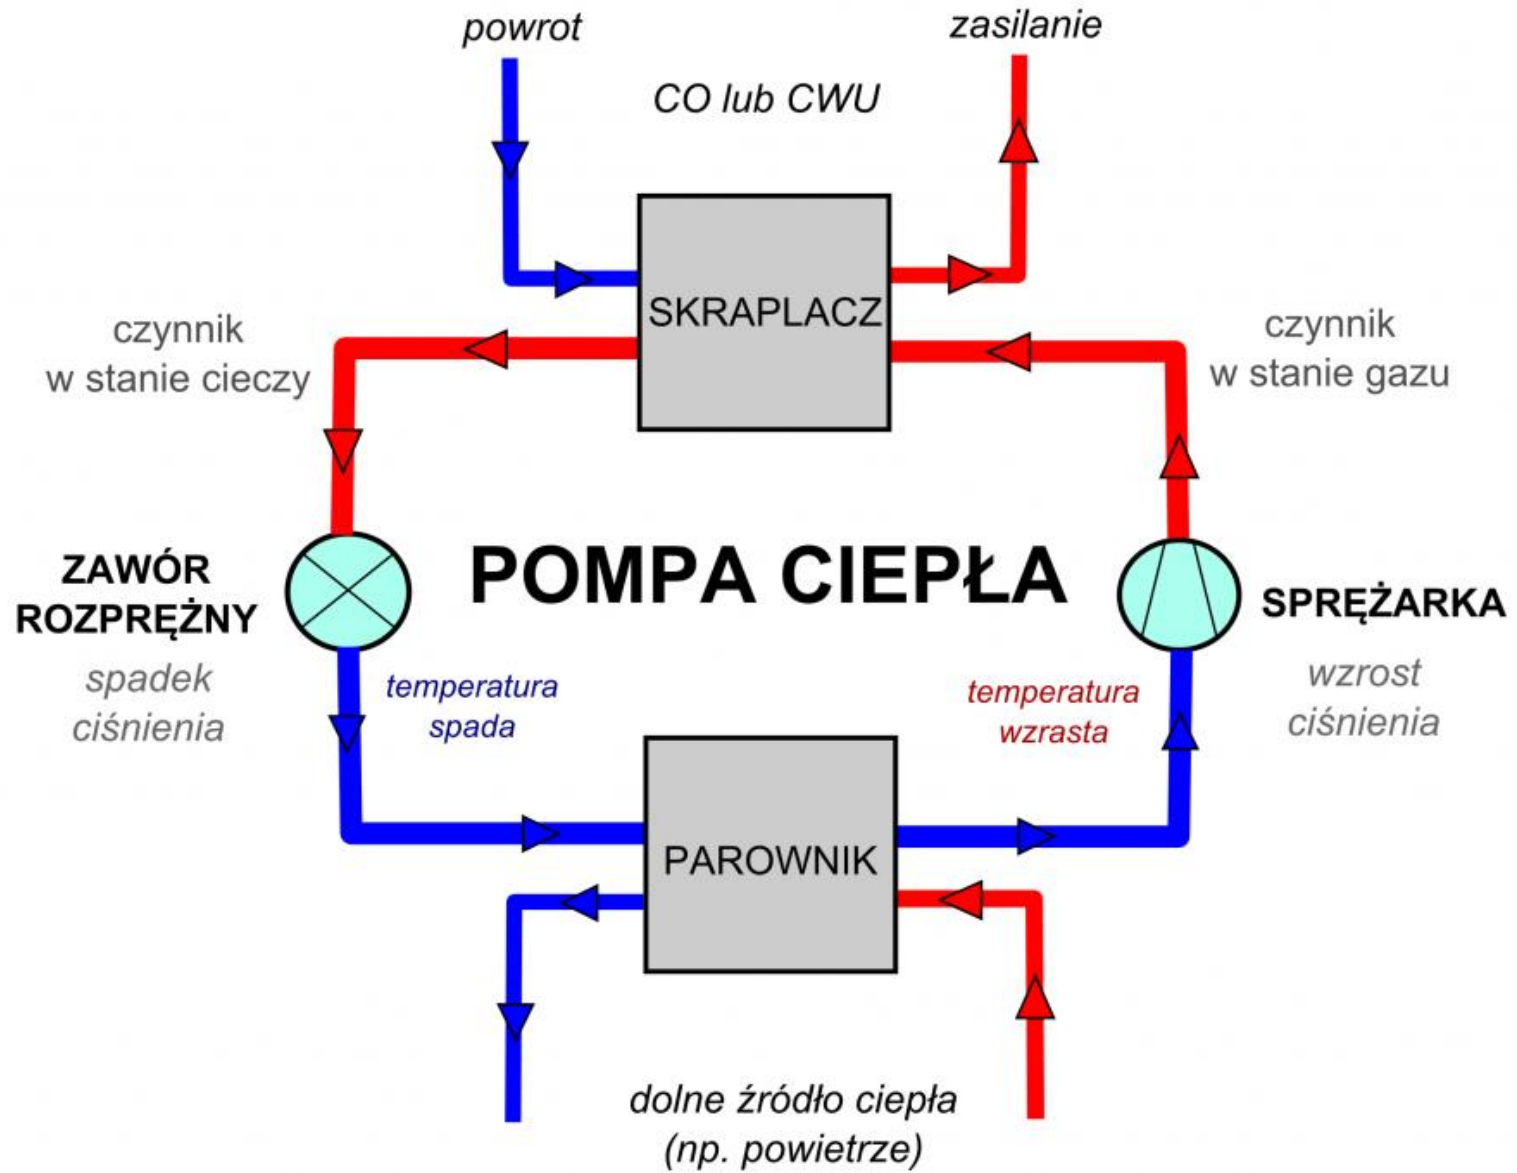 powrot
zasilanie
CO lub CWU
SKRAPLACZ
czynnik
w stanie cieczy
czynnik
w stanie gazu
POMPA CIEPŁA
ZAWÓR
ROZPRĘŻNY
spadek
ciśnienia
SPRĘŻARKA
wzrost
ciśnienia
temperatura
spada
temperatura
wzrasta
PAROWNIK
dolne źródło ciepła
(np. powietrze)